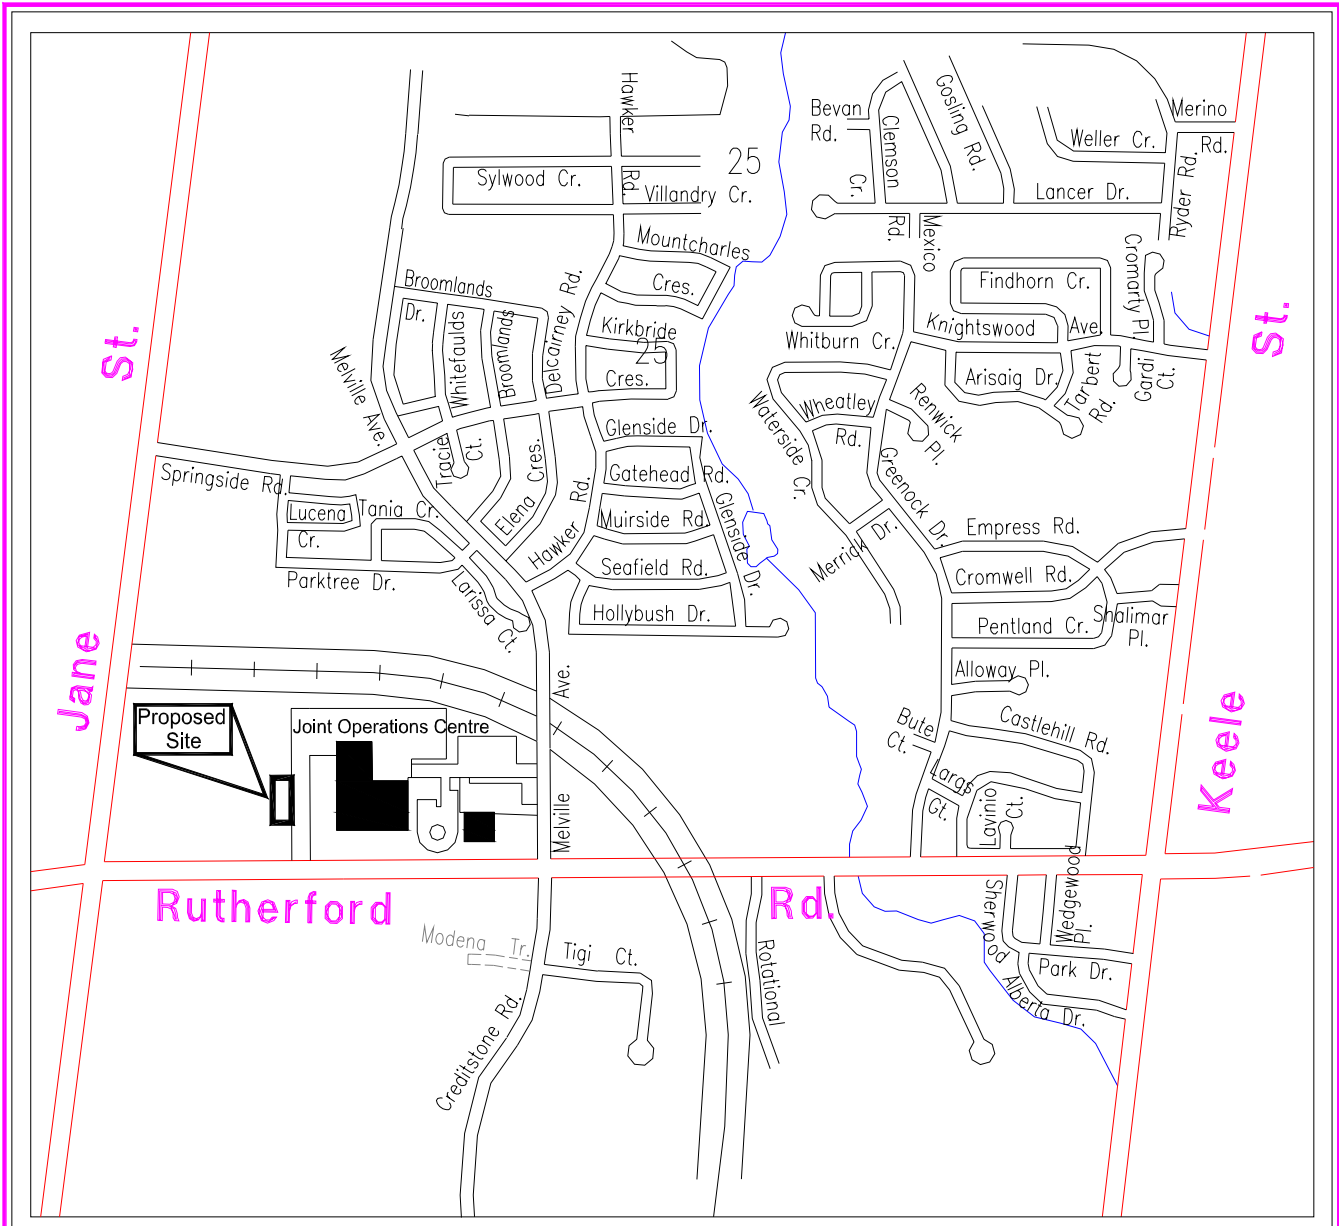 Hawker
Rd.
25
Sylwood Cr.
Villandry Cr.
Mountcharles
Cres.
Bevan
Rd.
Clemson
Cr.
Rd.
Gosling Rd.
Mexico
Weller Cr.
Merino
Rd.
Lancer Dr.
Ryder Rd.
Cromarty Pl.
Findhorn Cr.
Knightswood
Ave.
Whitburn Cr.
Arisaig Dr.
Tarbert
Rd.
Gardi
Ct.
St.
St.
Broomlands
Dr.
Whitefaulds
Broomlands
Delcairney Rd.
Kirkbride
25
Cres.
Melville Ave.
Glenside Dr.
Gatehead Rd.
Muirside Rd.
Glenside Dr.
Seafield Rd.
Hollybush Dr.
Hawker Rd.
Elena Cres.
Tracie
Ct.
Springside Rd.
Lucena
Cr.
Tania Cr.
Parktree Dr.
Larissa Ct.
Waterside Cr.
Wheatley
Rd.
Renwick
Pl.
Greenock Dr.
Merrick Dr.
Empress Rd.
Cromwell Rd.
Pentland Cr.
Shalimar
Pl.
Alloway Pl.
Bute
Ct.
Castlehill Rd.
Largs
Gt.
Lavinio
Ct.
Jane
Keele
Proposed
Site
Joint Operations Centre
Ave.
Melville
Rutherford
Rd.
Modena Tr.
Tigi Ct.
Creditstone Rd.
Rotational
Sherwood
Wedgewood
Pl.
Park Dr.
Alberta Dr.